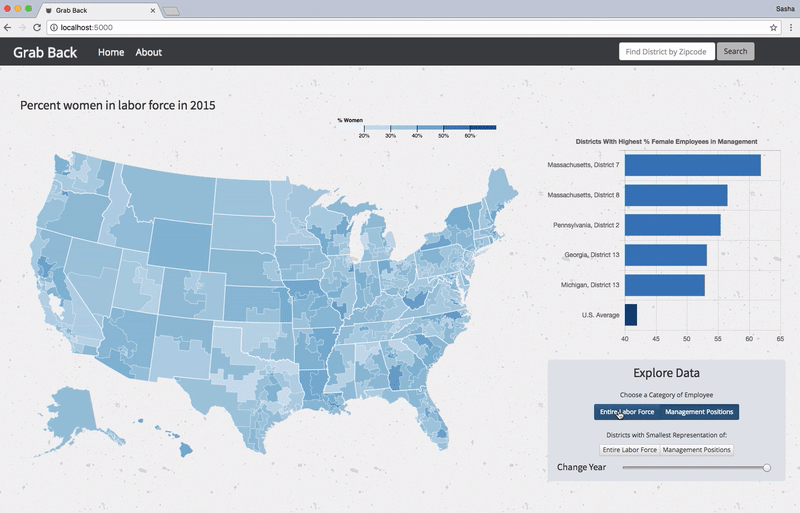 Grab Back
Sasha
localhost:5000
Grab Back
Home
About
Find District by Zipcode
Search
Percent women in labor force in 2015
% Women
20%
30%
40%
50%
60%
Districts With Highest % Female Employees in Management
Massachusetts, District 7
Massachusetts, District 8
Pennsylvania, District 2
Georgia, District 13
Michigan, District 13
U.S. Average
40
45
50
55
60
65
Explore Data
Choose a Category of Employee
Entire Labor Force
Management Positions
Districts with Smallest Representation of:
Entire Labor Force
Management Positions
Change Year